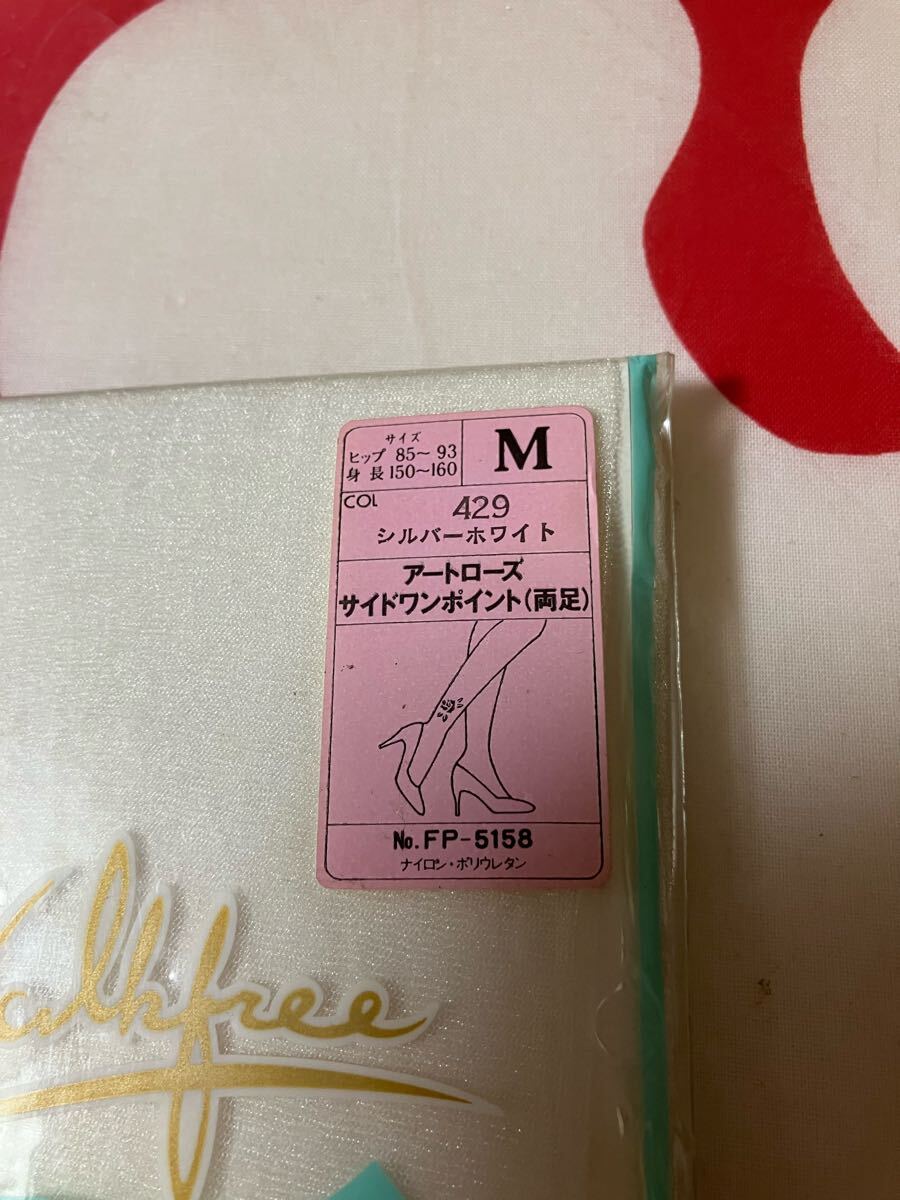 サイズ
ヒップ 85〜93
身長 150〜160
M
COL
429
シルバーホワイト
アートローズ
サイドワンポイント(両足)
No.FP-5158
ナイロン・ポリウレタン
alkfree